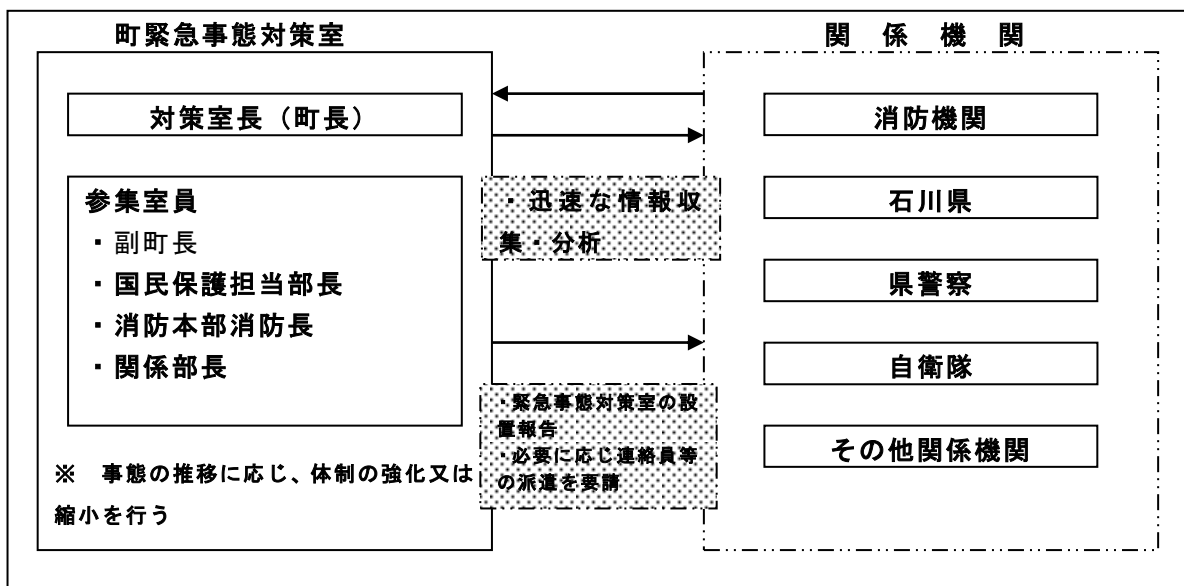 町緊急事態対策室
対策室長（町長）
参集室員
・副町長
・国民保護担当部長
・消防本部消防長
・関係部長
※　事態の推移に応じ、体制の強化又は
縮小を行う
・迅速な情報収
集・分析
・緊急事態対策室の設
置報告
・必要に応じ連絡員等
の派遣を要請
関　係　機　関
消防機関
石川県
県警察
自衛隊
その他関係機関